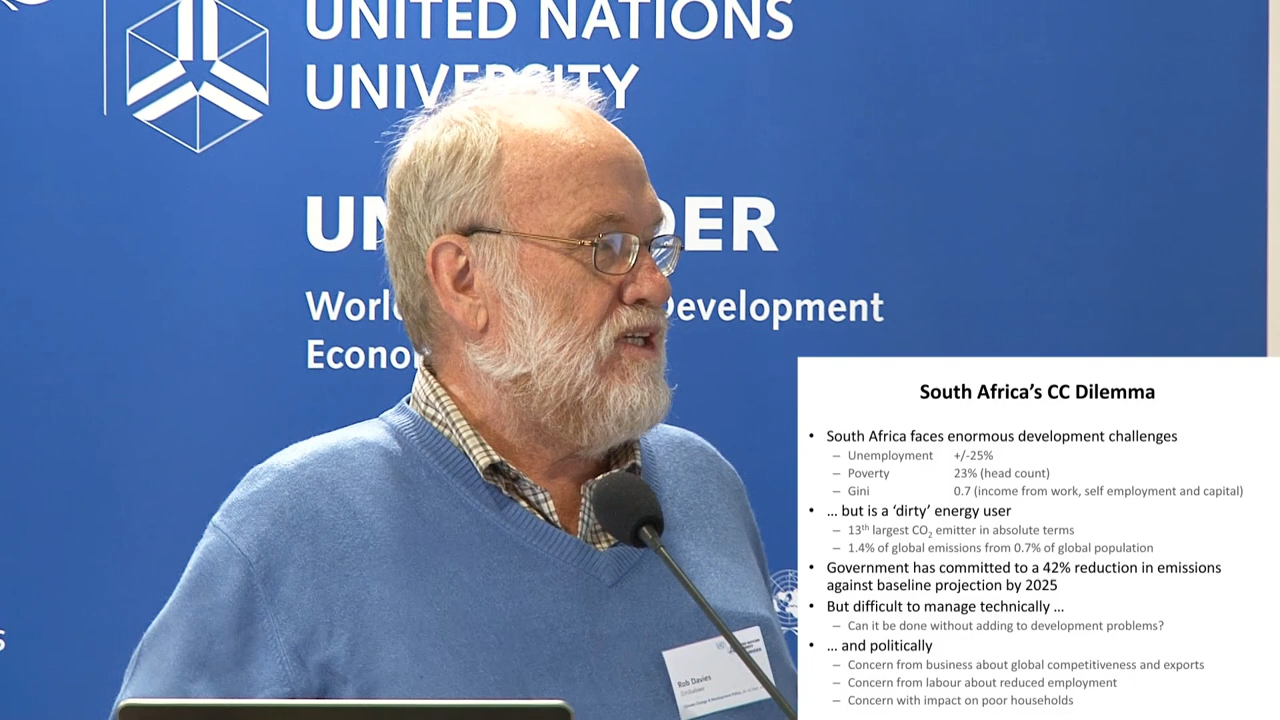 UNITED NATIONS
UNIVERSITY
UN DER
Worl Development
Econo
s
Rob Davies
Zimbabwe
South Africa's CC Dilemma
• South Africa faces enormous development challenges
– Unemployment +/-25%
– Poverty 23% (head count)
– Gini 0.7 (income from work, self employment and capital)
• … but is a 'dirty' energy user
– 13th largest CO2 emitter in absolute terms
– 1.4% of global emissions from 0.7% of global population
• Government has committed to a 42% reduction in emissions
against baseline projection by 2025
• But difficult to manage technically …
– Can it be done without adding to development problems?
• … and politically
– Concern from business about global competitiveness and exports
– Concern from labour about reduced employment
– Concern with impact on poor households